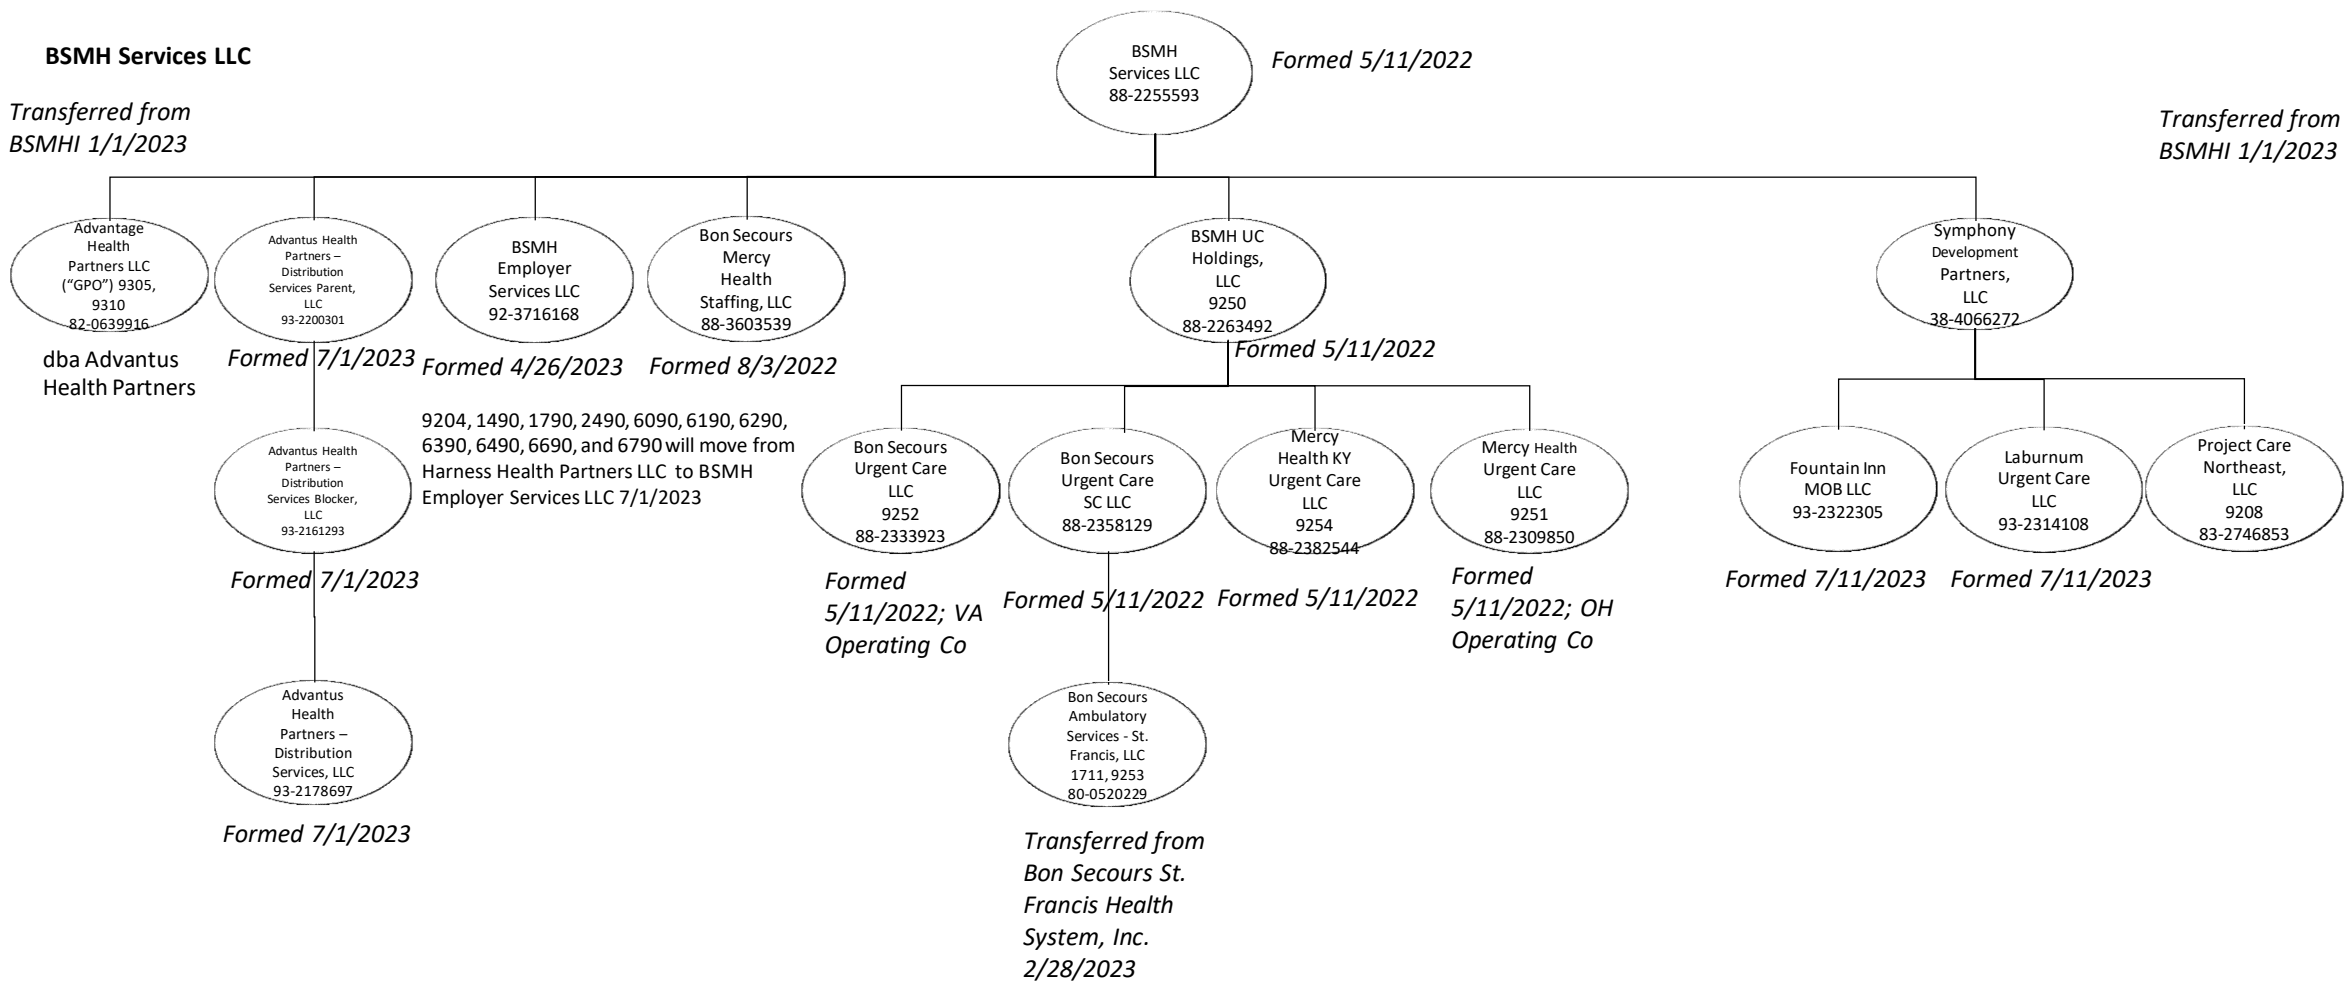 BSMH Services LLC
BSMH
Services LLC
88-2255593
Formed 5/11/2022
Transferred from
BSMHI 1/1/2023
Transferred from
BSMHI 1/1/2023
Advantage
Health
Partners LLC
(“GPO”) 9305,
9310
82-0639916
dba Advantus
Health Partners
Advantus Health
Partners –
Distribution
Services Parent,
LLC
93-2200301
Formed 7/1/2023
BSMH
Employer
Services LLC
92-3716168
Formed 4/26/2023
Bon Secours
Mercy
Health
Staffing, LLC
88-3603539
Formed 8/3/2022
BSMH UC
Holdings,
LLC
9250
88-2263492
Formed 5/11/2022
Symphony
Development
Partners,
LLC
38-4066272
9204, 1490, 1790, 2490, 6090, 6190, 6290,
6390, 6490, 6690, and 6790 will move from
Harness Health Partners LLC to BSMH
Employer Services LLC 7/1/2023
Advantus Health
Partners –
Distribution
Services Blocker,
LLC
93-2161293
Formed 7/1/2023
Bon Secours
Urgent Care
LLC
9252
88-2333923
Formed
5/11/2022; VA
Operating Co
Bon Secours
Urgent Care
SC LLC
88-2358129
Formed 5/11/2022
Mercy
Health KY
Urgent Care
LLC
9254
88-2382544
Formed 5/11/2022
Mercy Health
Urgent Care
LLC
9251
88-2309850
Formed
5/11/2022; OH
Operating Co
Fountain Inn
MOB LLC
93-2322305
Formed 7/11/2023
Laburnum
Urgent Care
LLC
93-2314108
Formed 7/11/2023
Project Care
Northeast,
LLC
9208
83-2746853
Advantus
Health
Partners –
Distribution
Services, LLC
93-2178697
Formed 7/1/2023
Bon Secours
Ambulatory
Services - St.
Francis, LLC
1711, 9253
80-0520229
Transferred from
Bon Secours St.
Francis Health
System, Inc.
2/28/2023